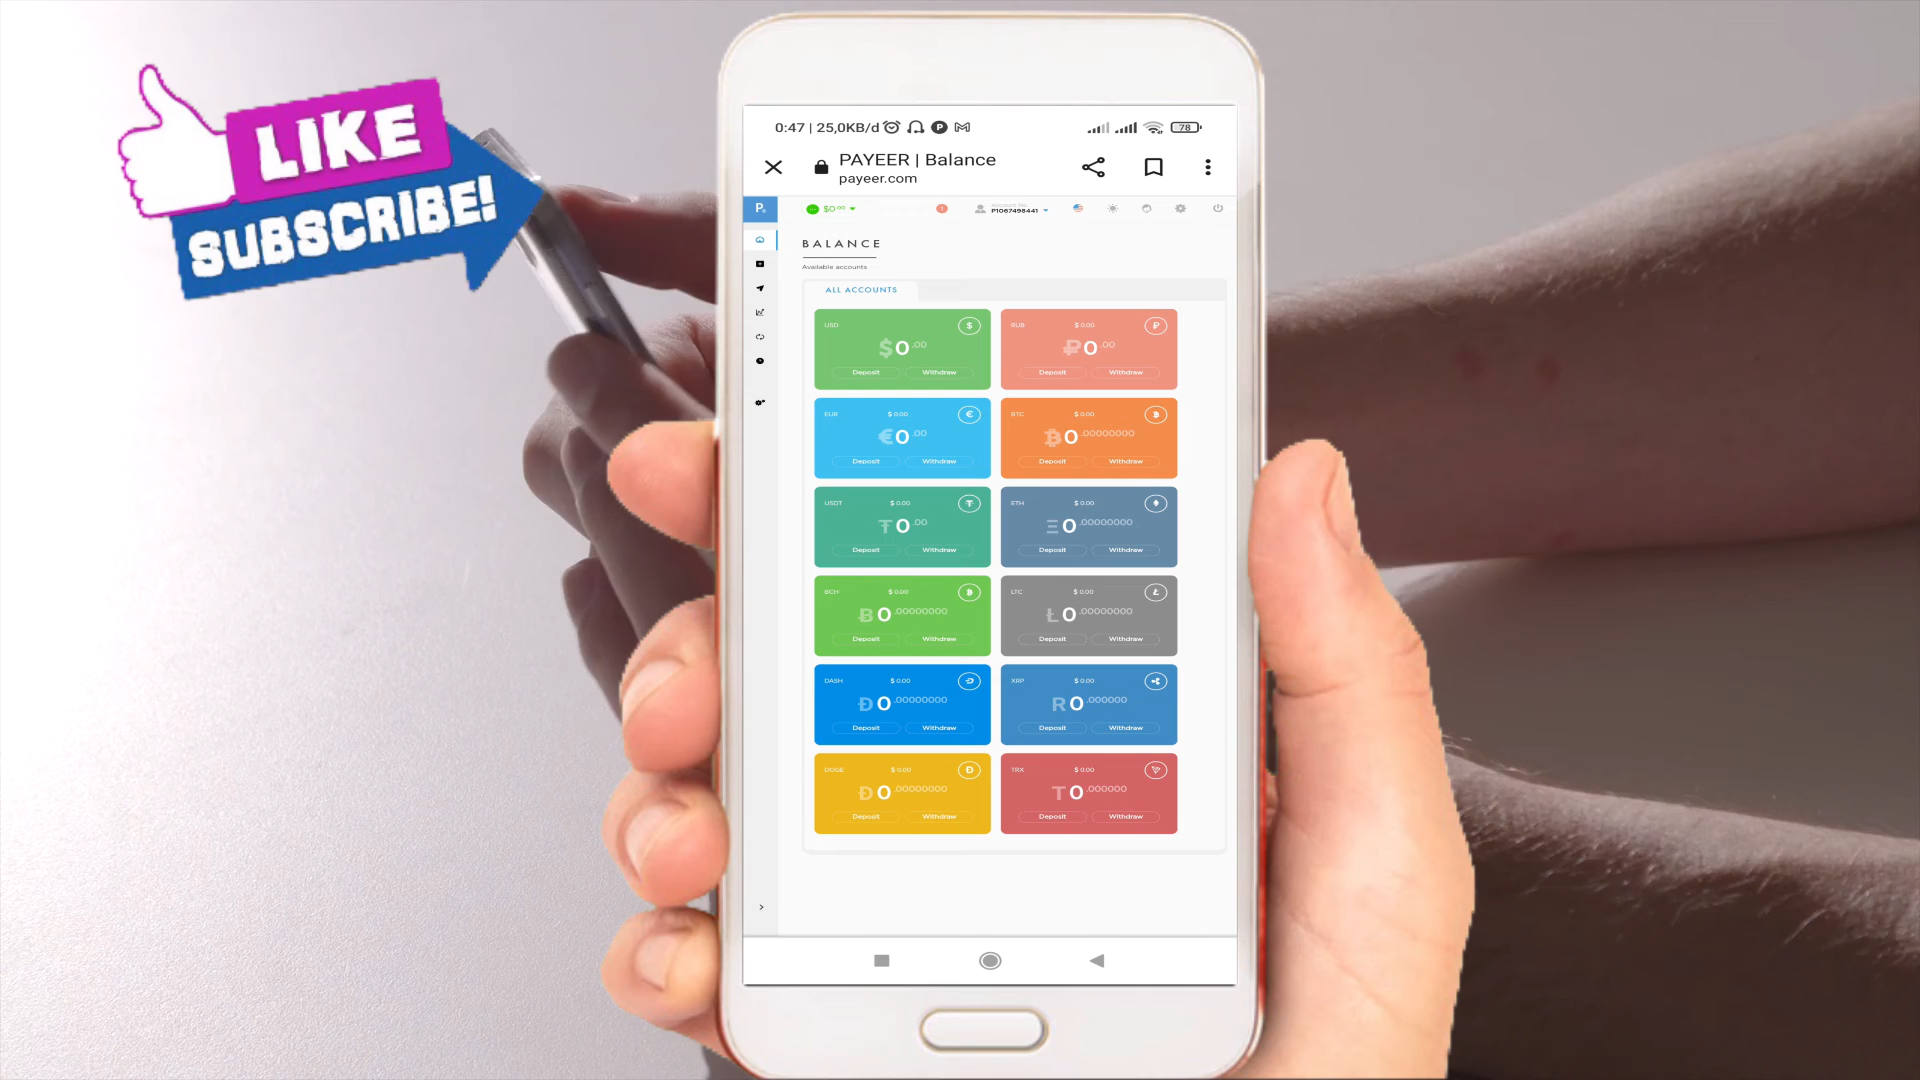 LIKE
SUBSCRIBE!
0:47 | 25,0KB/d
78
PAYEER | Balance
payeer.com
P.
$0.00
Account No.
P1067498441
BALANCE
Available accounts
ALL ACCOUNTS
USD $
$0.00
Deposit Withdraw
RUB $ 0.00 ₽
₽0.00
Deposit Withdraw
EUR $ 0.00 €
€0.00
Deposit Withdraw
BTC $ 0.00 ₿
₿0.00000000
Deposit Withdraw
USDT $ 0.00 ₮
₮0.00
Deposit Withdraw
ETH $ 0.00
Ξ0.00000000
Deposit Withdraw
BCH $ 0.00 ₿
Ƀ0.00000000
Deposit Withdraw
LTC $ 0.00 Ł
Ł0.00000000
Deposit Withdraw
DASH $ 0.00
Đ0.00000000
Deposit Withdraw
XRP $ 0.00
R0.000000
Deposit Withdraw
DOGE $ 0.00 Ð
Đ0.00000000
Deposit Withdraw
TRX $ 0.00
T0.000000
Deposit Withdraw